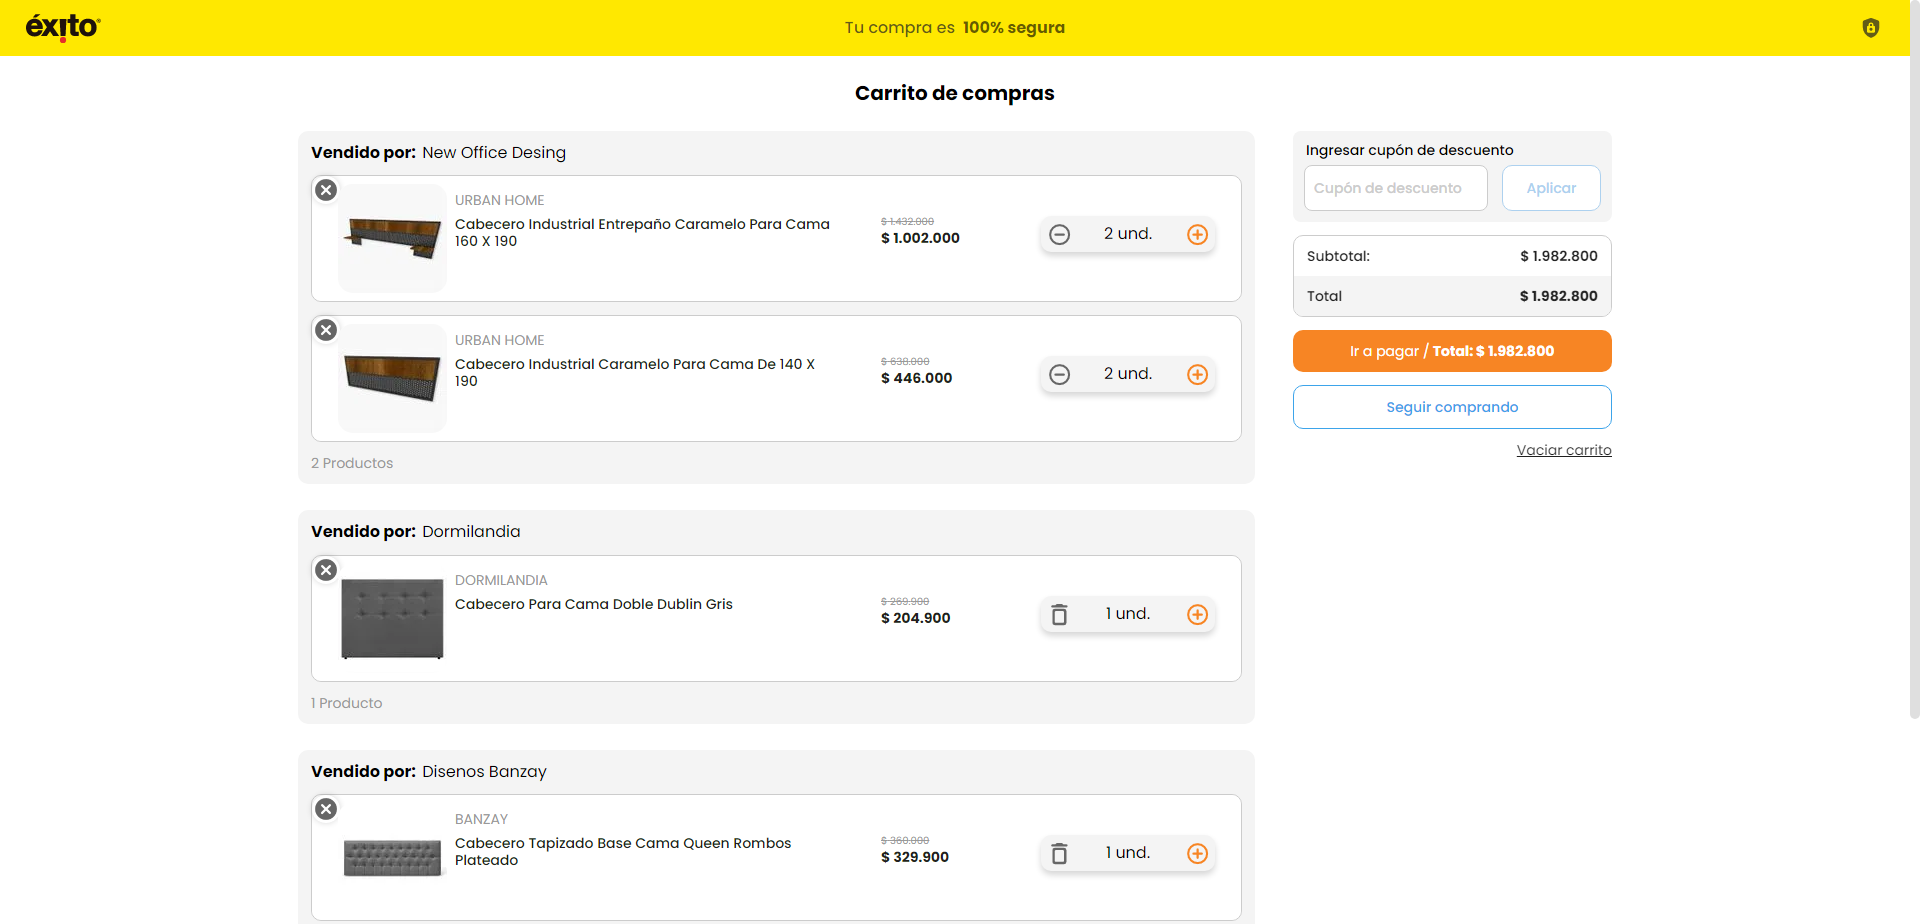 éxito
Tu compra es 100% segura
Carrito de compras
Vendido por: New Office Desing
URBAN HOME
Cabecero Industrial Entrepaño Caramelo Para Cama
160 X 190
$ 1.432.000
$ 1.002.000
2 und.
URBAN HOME
Cabecero Industrial Caramelo Para Cama De 140 X
190
$ 638.000
$ 446.000
2 und.
2 Productos
Vendido por: Dormilandia
DORMILANDIA
Cabecero Para Cama Doble Dublin Gris
$ 269.900
$ 204.900
1 und.
1 Producto
Vendido por: Disenos Banzay
BANZAY
Cabecero Tapizado Base Cama Queen Rombos
Plateado
$ 360.000
$ 329.900
1 und.
Ingresar cupón de descuento
Cupón de descuento
Aplicar
Subtotal: $ 1.982.800
Total $ 1.982.800
Ir a pagar / Total: $ 1.982.800
Seguir comprando
Vaciar carrito